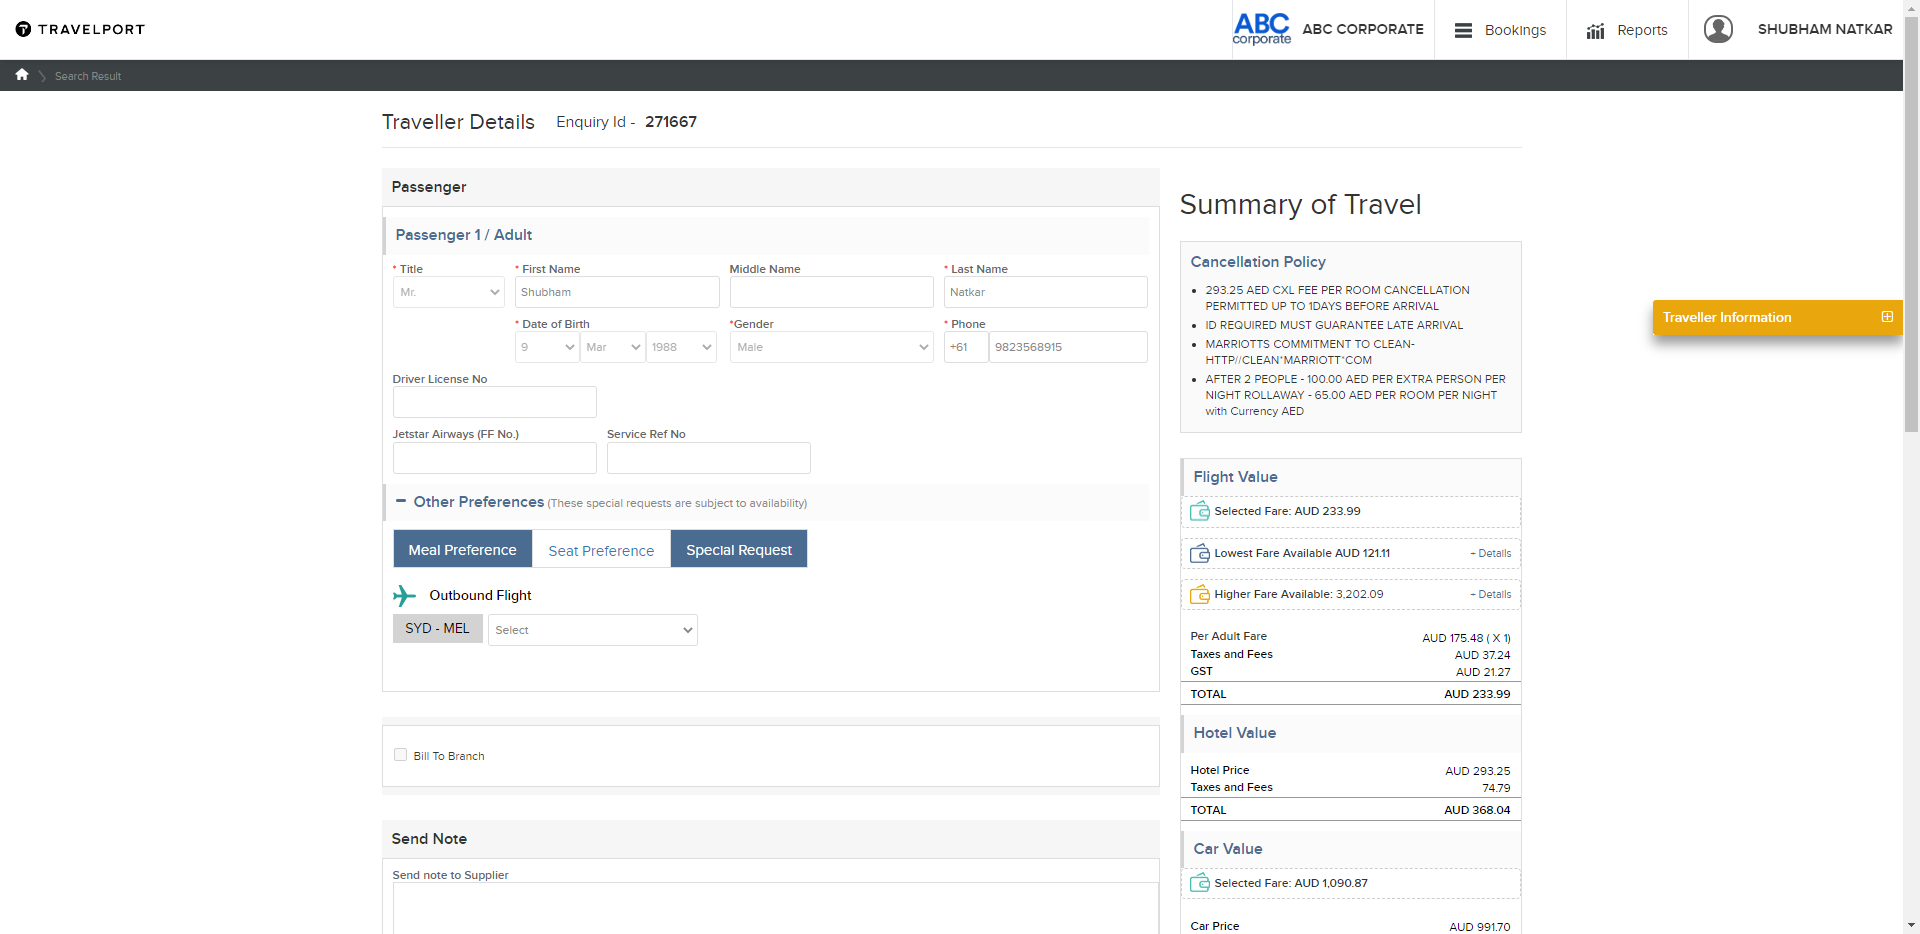 TRAVELPORT
ABC corporate
ABC CORPORATE
Bookings
Reports
SHUBHAM NATKAR
Search Result
Traveller Details Enquiry Id - 271667
Passenger
Passenger 1 / Adult
* Title * First Name Middle Name * Last Name
Mr. Shubham Natkar
* Date of Birth *Gender * Phone
9 Mar 1988 Male +61 9823568915
Driver License No
Jetstar Airways (FF No.) Service Ref No
Other Preferences (These special requests are subject to availability)
Meal Preference Seat Preference Special Request
Outbound Flight
SYD - MEL Select
Bill To Branch
Send Note
Send note to Supplier
Summary of Travel
Cancellation Policy
293.25 AED CXL FEE PER ROOM CANCELLATION
PERMITTED UP TO 1DAYS BEFORE ARRIVAL
ID REQUIRED MUST GUARANTEE LATE ARRIVAL
MARRIOTTS COMMITMENT TO CLEAN-
HTTP//CLEAN*MARRIOTT*COM
AFTER 2 PEOPLE - 100.00 AED PER EXTRA PERSON PER
NIGHT ROLLAWAY - 65.00 AED PER ROOM PER NIGHT
with Currency AED
Flight Value
Selected Fare: AUD 233.99
Lowest Fare Available AUD 121.11 + Details
Higher Fare Available: 3,202.09 + Details
Per Adult Fare AUD 175.48 ( X 1)
Taxes and Fees AUD 37.24
GST AUD 21.27
TOTAL AUD 233.99
Hotel Value
Hotel Price AUD 293.25
Taxes and Fees 74.79
TOTAL AUD 368.04
Car Value
Selected Fare: AUD 1,090.87
Car Price AUD 991.70
Traveller Information